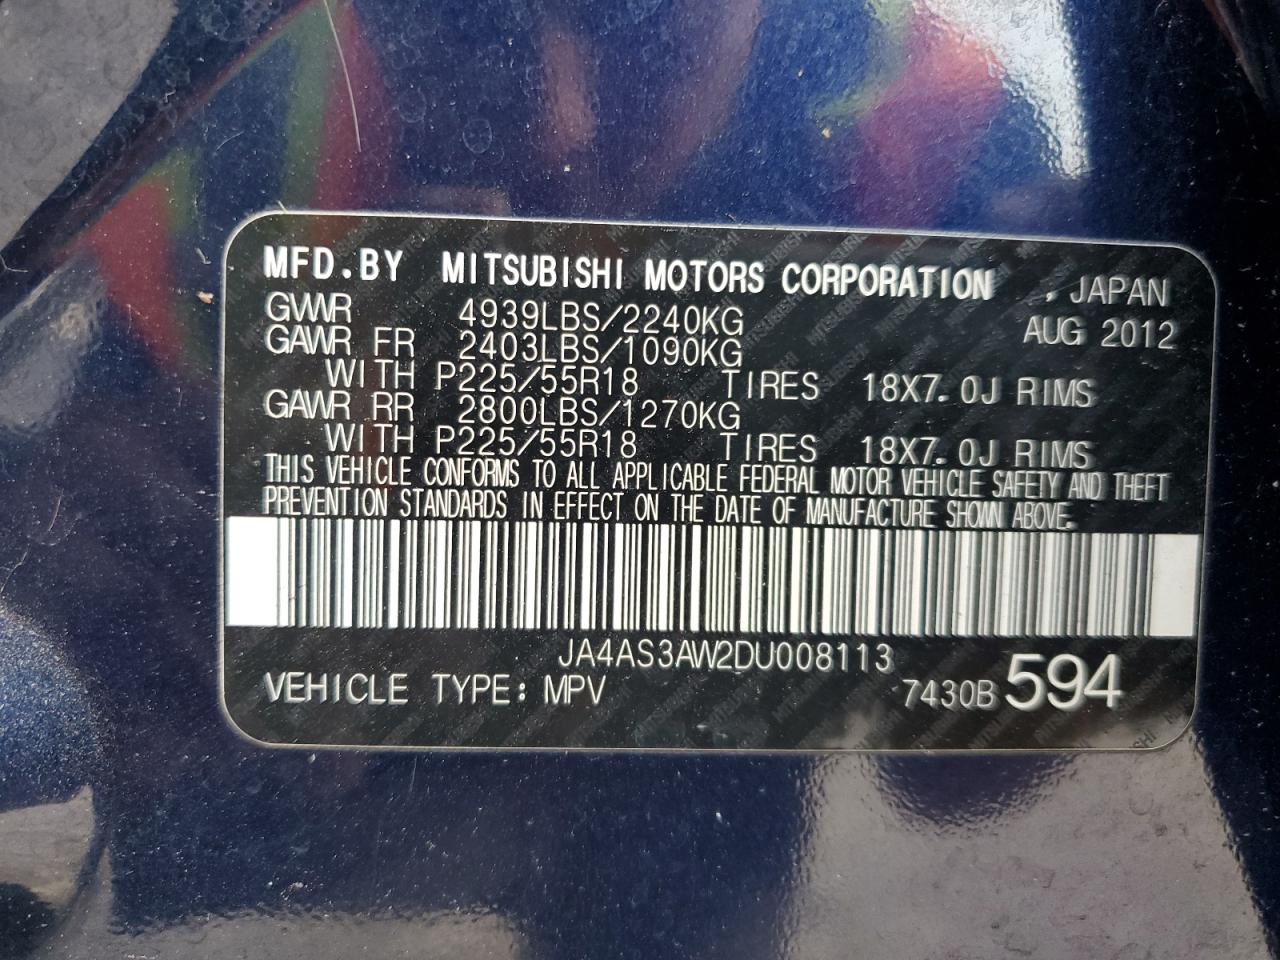 MFD.BY MITSUBISHI MOTORS CORPORATION , JAPAN
GVWR 4939LBS/2240KG AUG 2012
GAWR FR 2403LBS/1090KG
WITH P225/55R18 TIRES 18X7.0J RIMS
GAWR RR 2800LBS/1270KG
WITH P225/55R18 TIRES 18X7.0J RIMS
THIS VEHICLE CONFORMS TO ALL APPLICABLE FEDERAL MOTOR VEHICLE SAFETY AND THEFT
PREVENTION STANDARDS IN EFFECT ON THE DATE OF MANUFACTURE SHOWN ABOVE.
JA4AS3AW2DU008113
VEHICLE TYPE: MPV 7430B 594